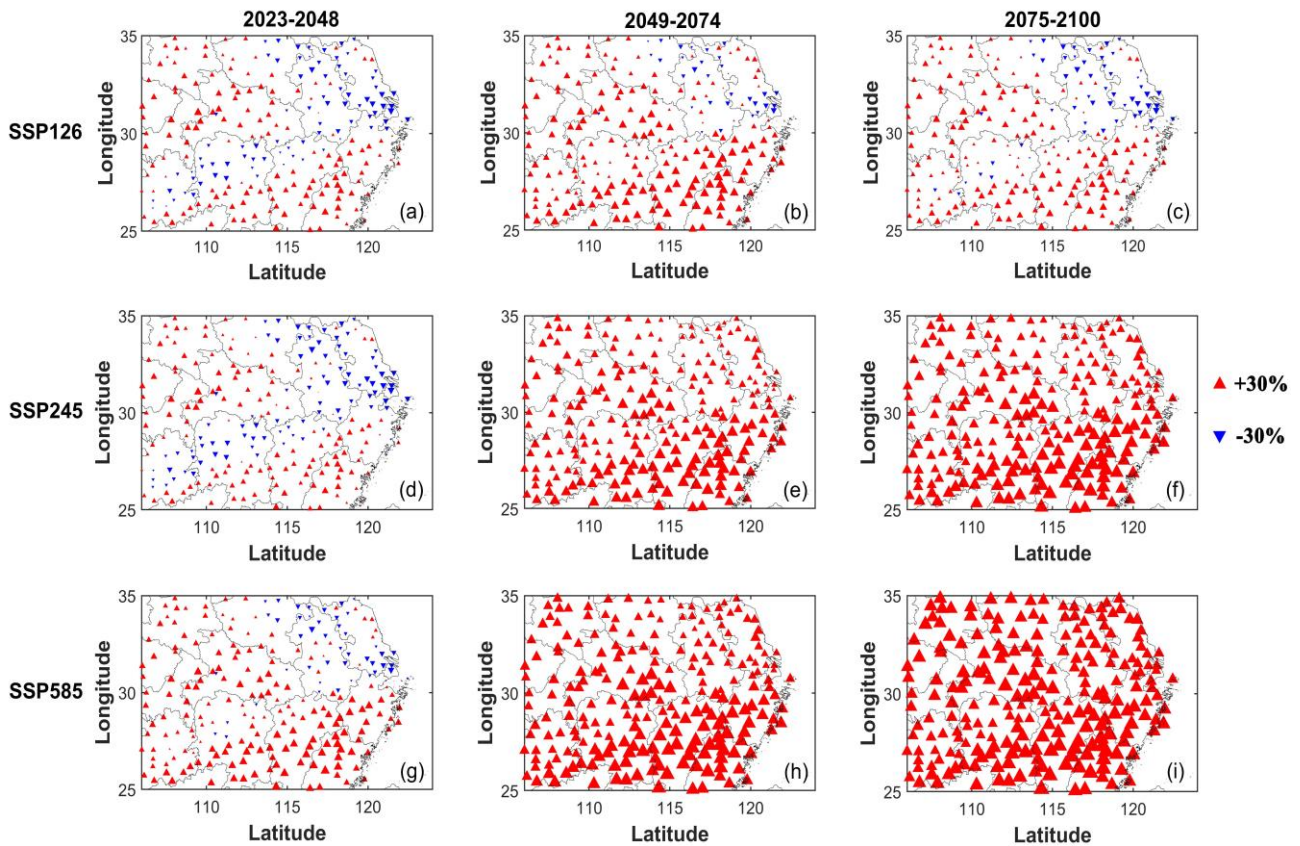 2023-2048 2049-2074 2075-2100
SSP126
Longitude 35 30 25 110 115 120 (a)
Latitude
Longitude 35 30 25 110 115 120 (b)
Latitude
Longitude 35 30 25 110 115 120 (c)
Latitude
SSP245
Longitude 35 30 25 110 115 120 (d)
Latitude
Longitude 35 30 25 110 115 120 (e)
Latitude
Longitude 35 30 25 110 115 120 (f)
Latitude
+30%
-30%
SSP585
Longitude 35 30 25 110 115 120 (g)
Latitude
Longitude 35 30 25 110 115 120 (h)
Latitude
Longitude 35 30 25 110 115 120 (i)
Latitude